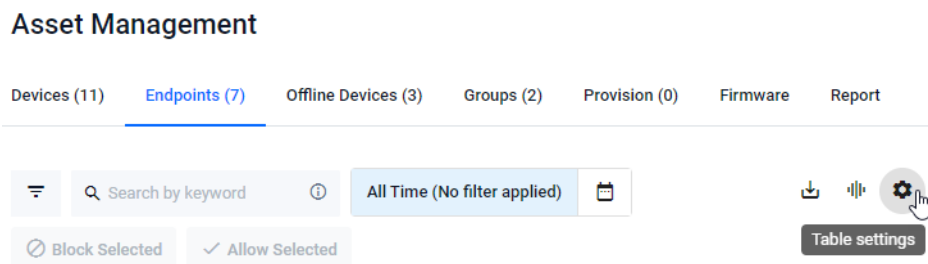 Asset Management
Devices (11) Endpoints (7) Offline Devices (3) Groups (2) Provision (0) Firmware Report
Search by keyword All Time (No filter applied)
Block Selected Allow Selected Table settings